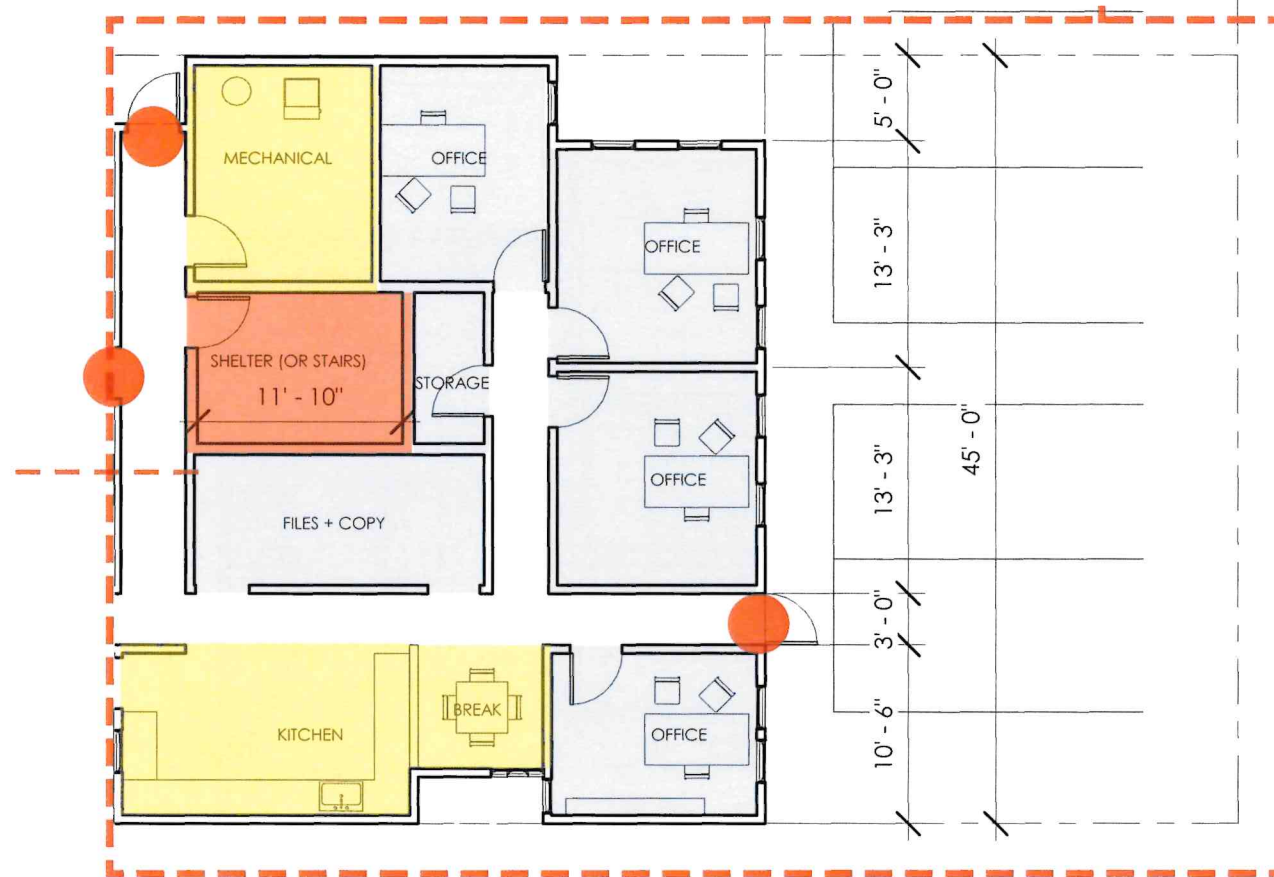 5' - 0"
MECHANICAL
OFFICE
OFFICE
13' - 3"
SHELTER (OR STAIRS)
11' - 10"
STORAGE
45' - 0"
OFFICE
13' - 3"
FILES + COPY
3' - 0"
BREAK
KITCHEN
OFFICE
10' - 6"